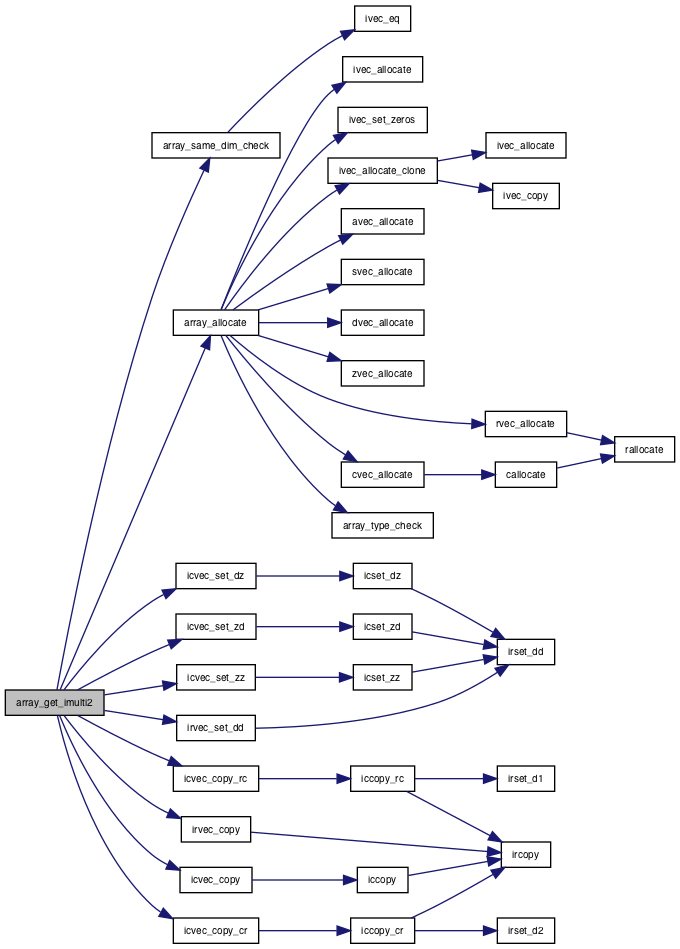 ivec_eq
ivec_allocate
ivec_set_zeros
array_same_dim_check
ivec_allocate
ivec_allocate_clone
ivec_copy
avec_allocate
svec_allocate
array_allocate
dvec_allocate
zvec_allocate
rvec_allocate
rallocate
cvec_allocate
callocate
array_type_check
icvec_set_dz
icset_dz
icvec_set_zd
icset_zd
irset_dd
icvec_set_zz
icset_zz
array_get_imulti2
irvec_set_dd
icvec_copy_rc
iccopy_rc
irset_d1
irvec_copy
ircopy
icvec_copy
iccopy
icvec_copy_cr
iccopy_cr
irset_d2